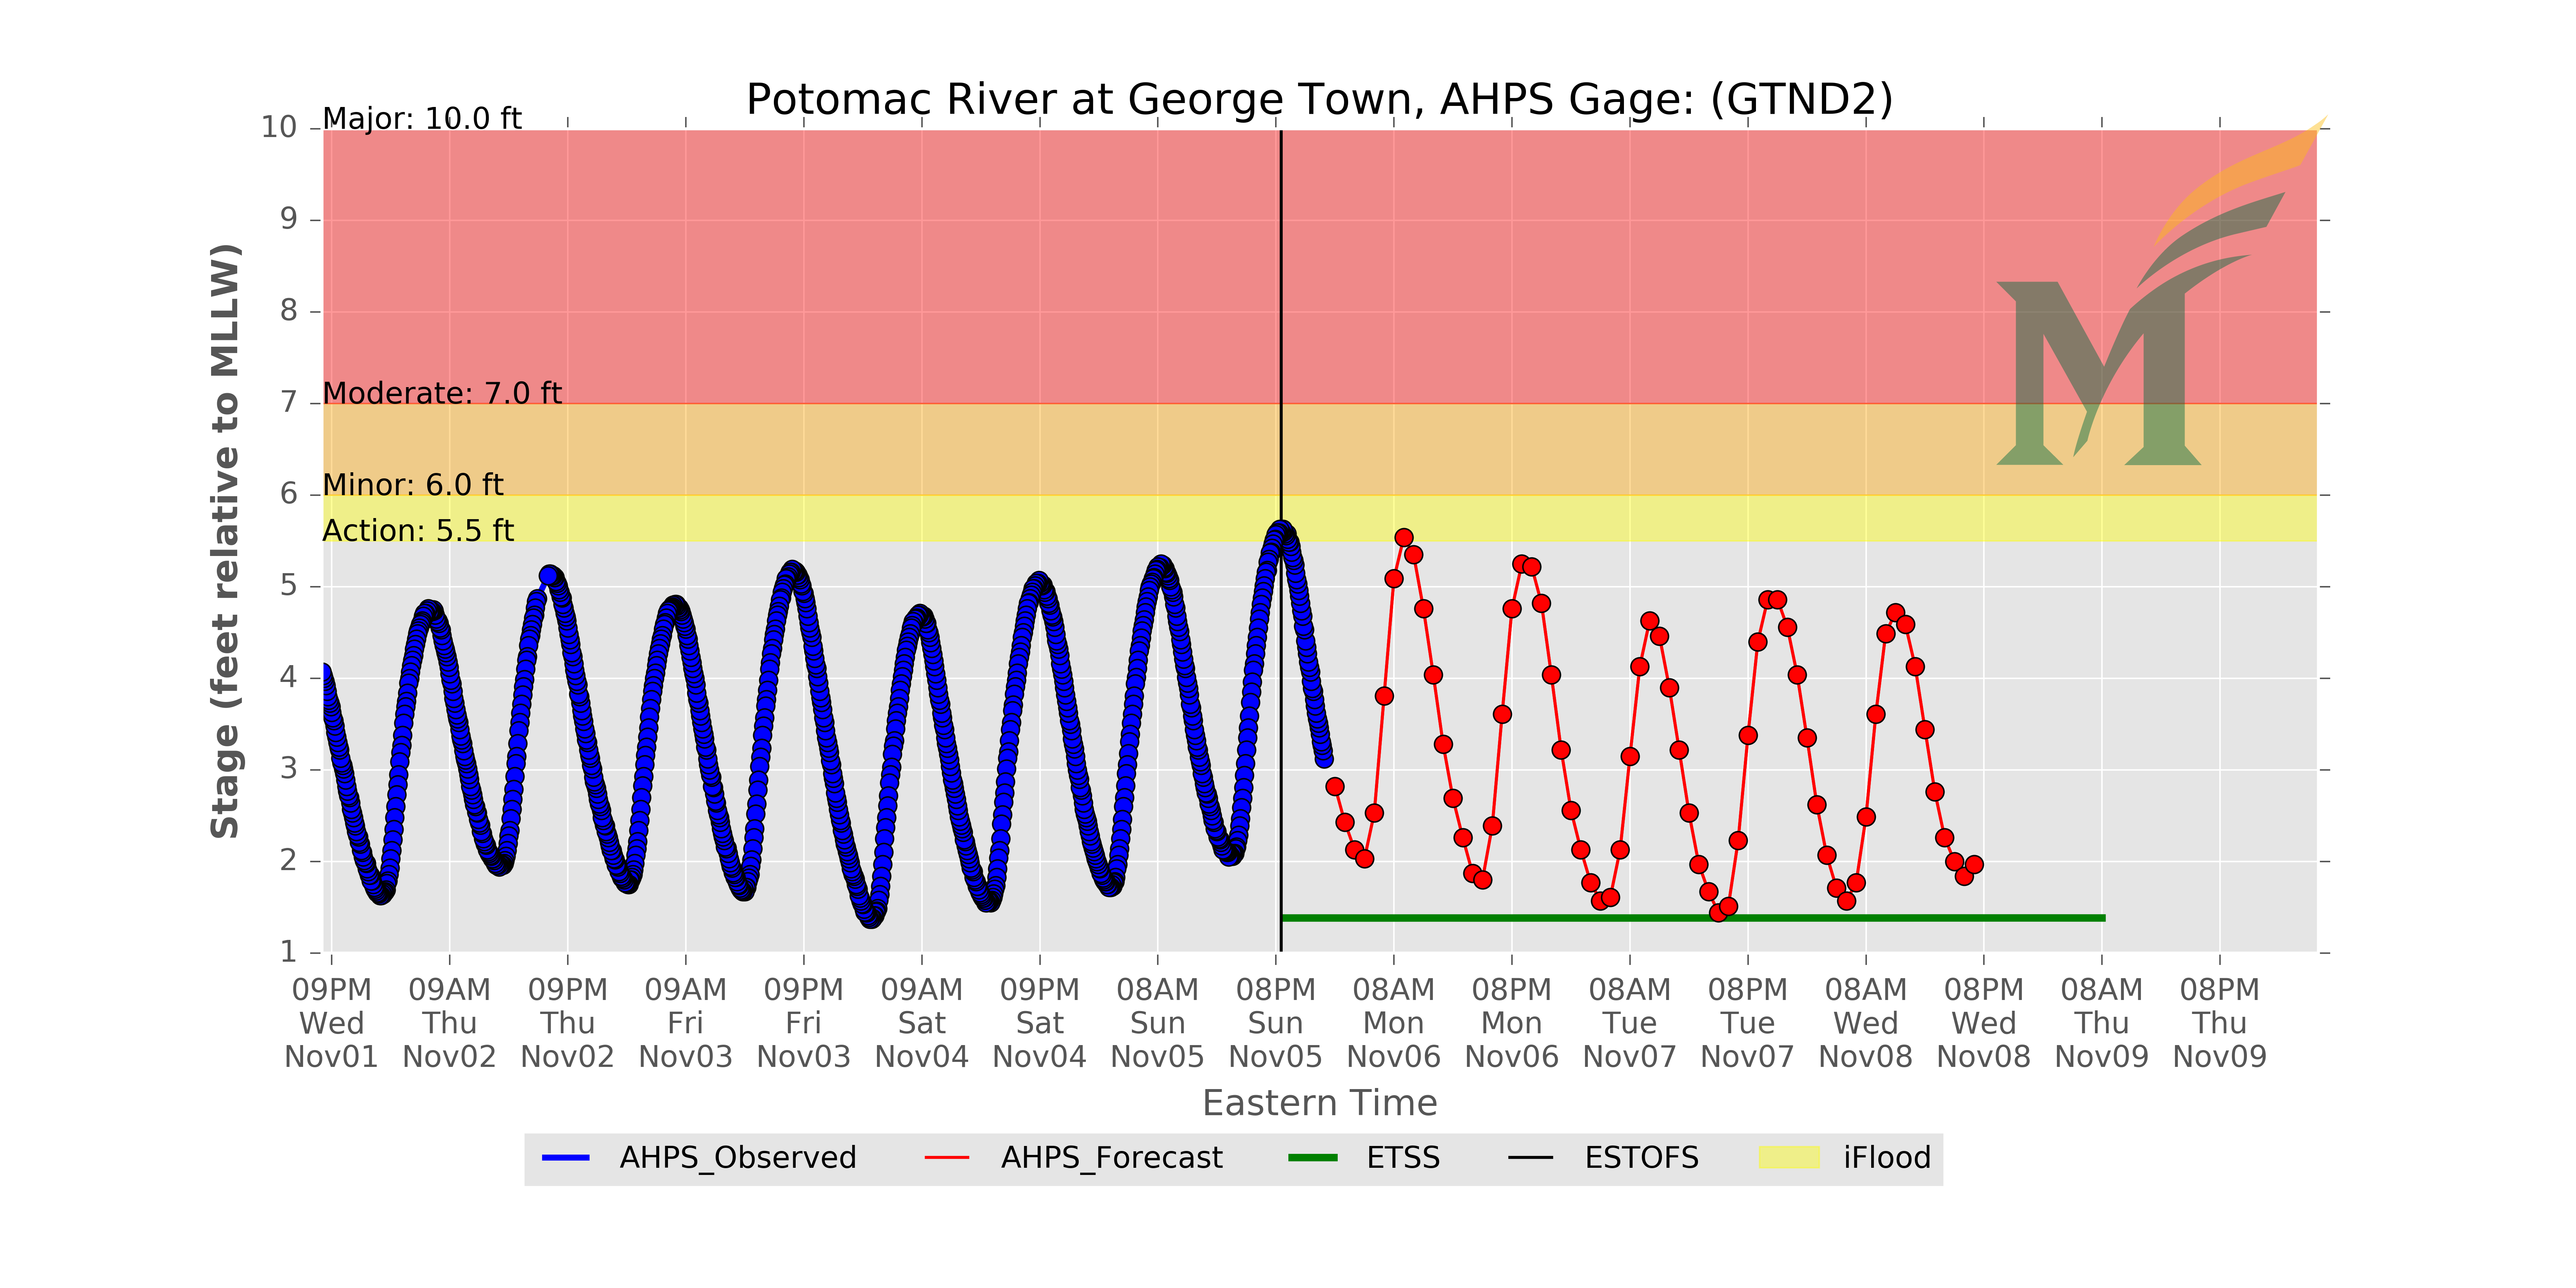 Potomac River at George Town, AHPS Gage: (GTND2)
Major: 10.0 ft
Moderate: 7.0 ft
Minor: 6.0 ft
Action: 5.5 ft
Stage (feet relative to MLLW)
10
9
8
7
6
5
4
3
2
1
09PM Wed Nov01
09AM Thu Nov02
09PM Thu Nov02
09AM Fri Nov03
09PM Fri Nov03
09AM Sat Nov04
09PM Sat Nov04
08AM Sun Nov05
08PM Sun Nov05
08AM Mon Nov06
08PM Mon Nov06
08AM Tue Nov07
08PM Tue Nov07
08AM Wed Nov08
08PM Wed Nov08
08AM Thu Nov09
08PM Thu Nov09
Eastern Time
AHPS_Observed
AHPS_Forecast
ETSS
ESTOFS
iFlood
M